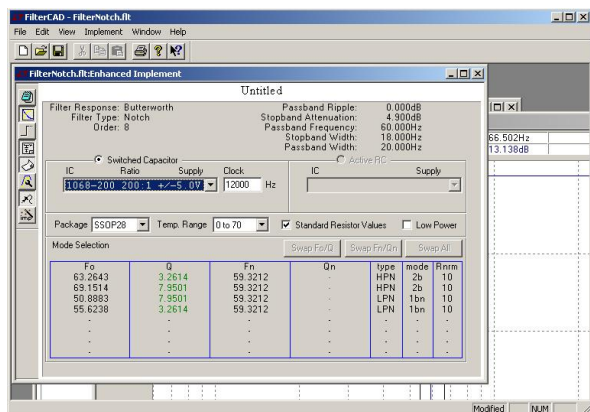 FilterCAD - FilterNotch.flt
File Edit View Implement Window Help
FilterNotch.flt:Enhanced Implement
Untitled
Filter Response: Butterworth Passband Ripple: 0.000dB
Filter Type: Notch Stopband Attenuation: 4.900dB
Order: 8 Passband Frequency: 60.000Hz
Stopband Width: 18.000Hz
Passband Width: 20.000Hz
66.502Hz
13.138dB
Switched Capacitor Active RC
IC Ratio Supply Clock IC Supply
1068-200 200:1 +/-5.0V 12000 Hz
Package SSOP28 Temp. Range 0 to 70 Standard Resistor Values Low Power
Mode Selection Swap Fo/Q Swap Fn/Qn Swap All
Fo Q Fn Qn type mode Rnrm
63.2643 3.2614 59.3212 - HPN 2b 10
69.1514 7.9501 59.3212 - HPN 2b 10
50.8883 7.9501 59.3212 - LPN 1bn 10
55.6238 3.2614 59.3212 - LPN 1bn 10
Modified NUM